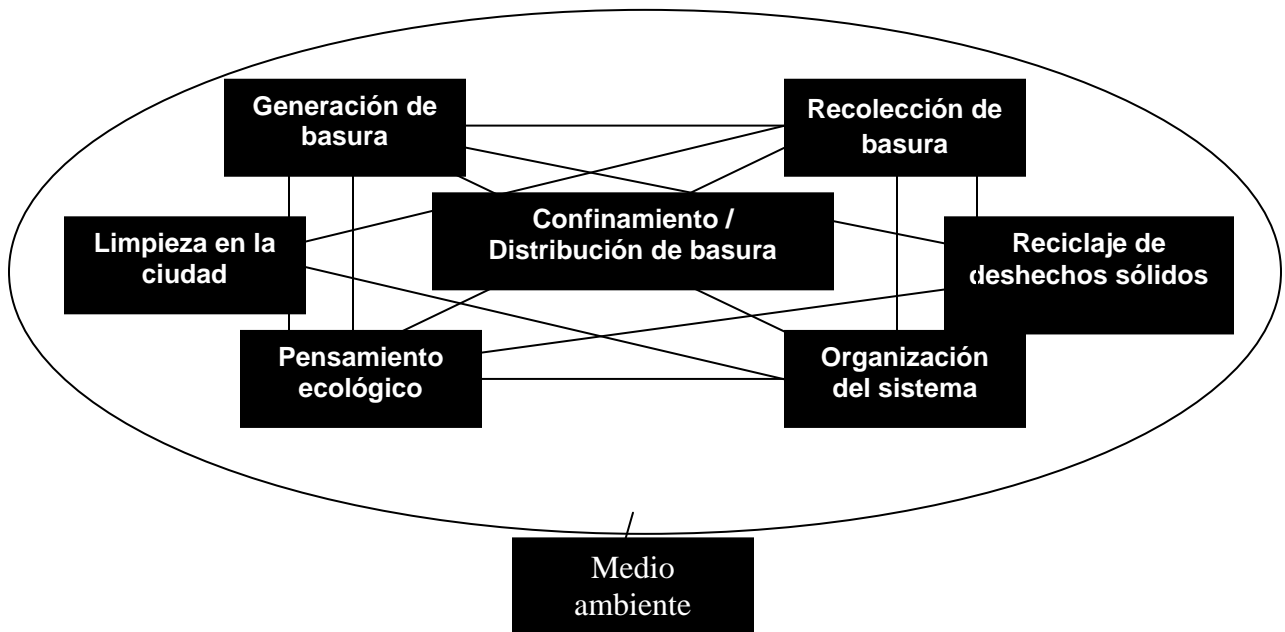 Generación de
basura
Recolección de
basura
Confinamiento /
Distribución de basura
Limpieza en la
ciudad
Reciclaje de
deshechos sólidos
Pensamiento
ecológico
Organización
del sistema
Medio
ambiente